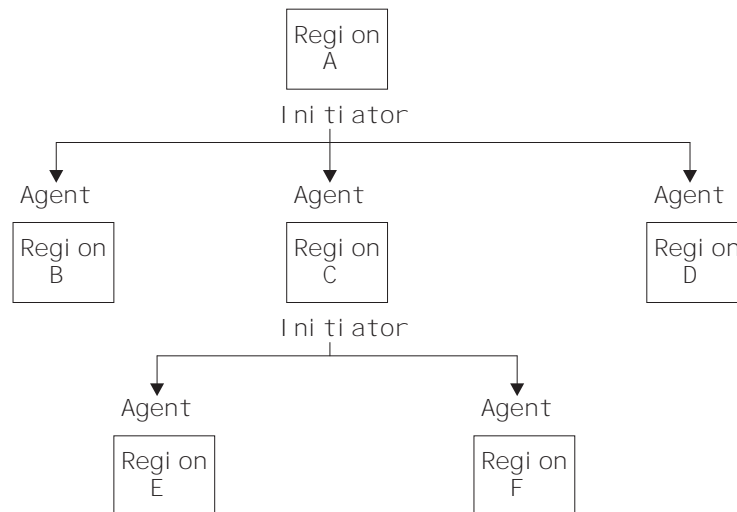 Region
A
Initiator
Agent Agent Agent
Region Region Region
B C D
Initiator
Agent Agent
Region Region
E F